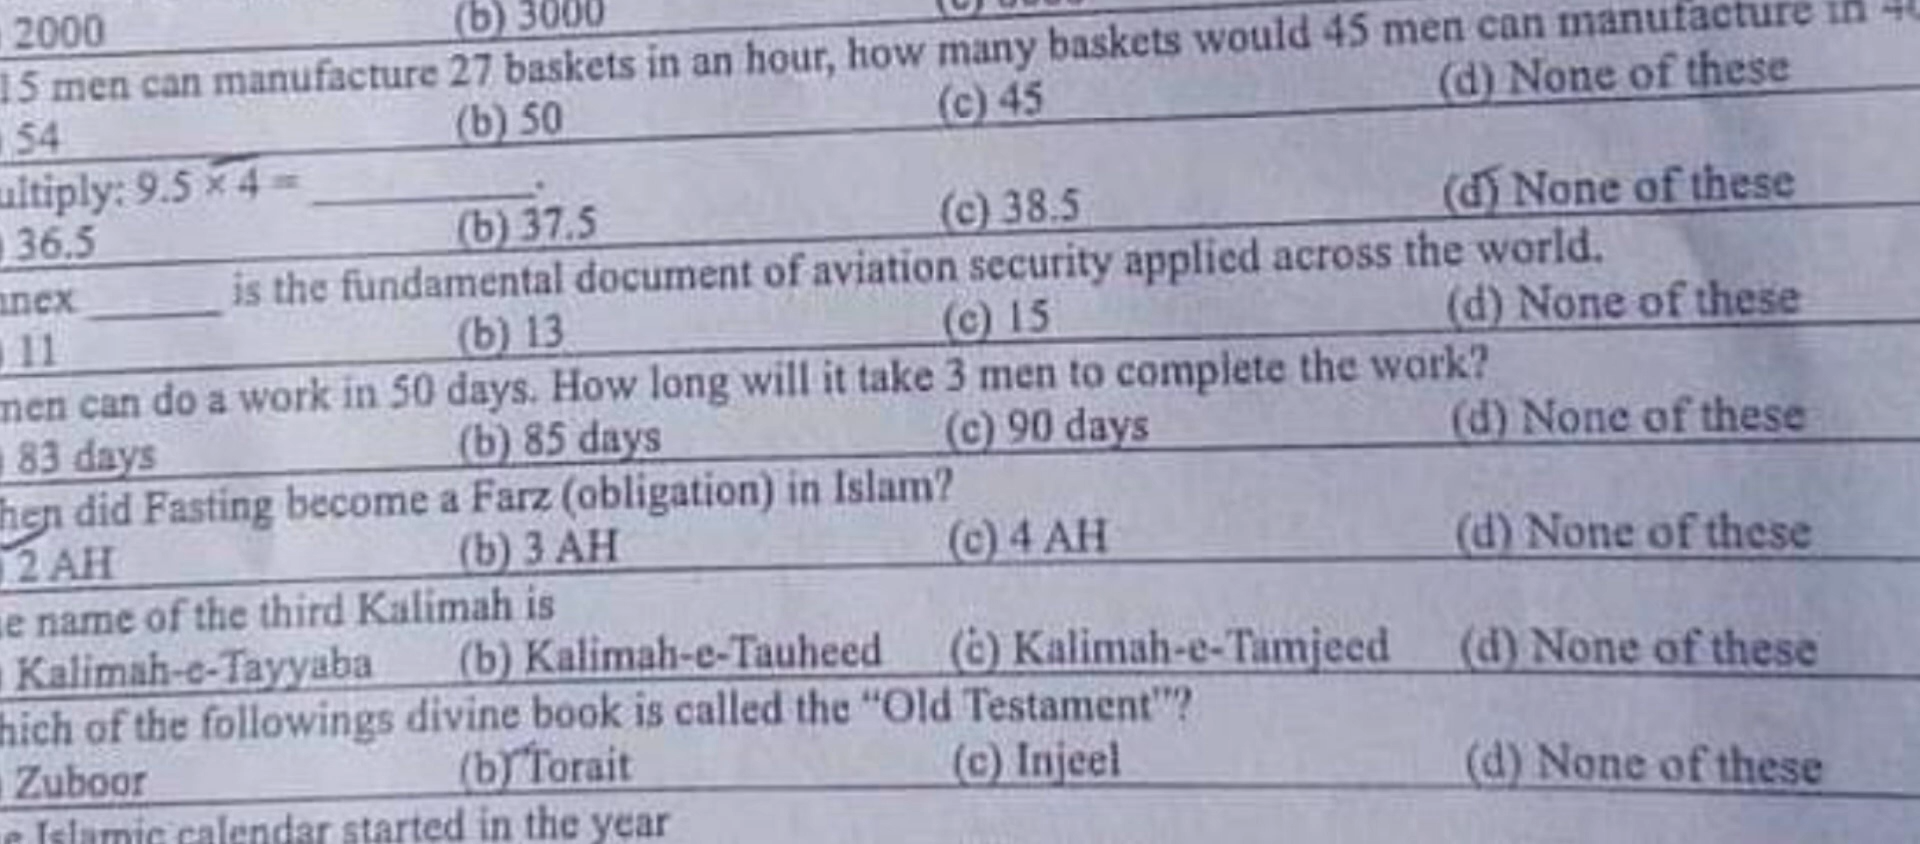 2000 (b) 3000
15 men can manufacture 27 baskets in an hour, how many baskets would 45 men can manufacture in
54 (b) 50 (c) 45 (d) None of these
ultiply: 9.5 × 4 = ________.
36.5 (b) 37.5 (c) 38.5 (d) None of these
nnex ______ is the fundamental document of aviation security applied across the world.
11 (b) 13 (c) 15 (d) None of these
men can do a work in 50 days. How long will it take 3 men to complete the work?
83 days (b) 85 days (c) 90 days (d) None of these
hen did Fasting become a Farz (obligation) in Islam?
2 AH (b) 3 AH (c) 4 AH (d) None of these
e name of the third Kalimah is
Kalimah-e-Tayyaba (b) Kalimah-e-Tauheed (c) Kalimah-e-Tamjeed (d) None of these
hich of the followings divine book is called the “Old Testament”?
Zuboor (b) Torait (c) Injeel (d) None of these
e Islamic calendar started in the year